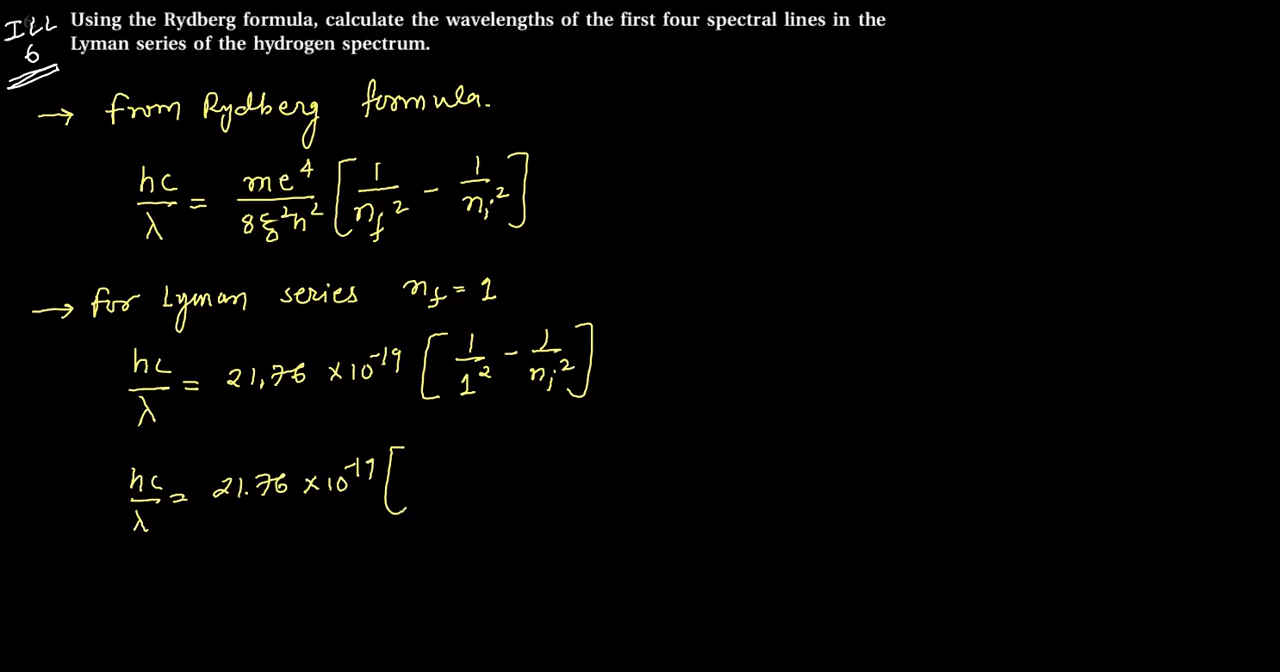 ILL
6
Using the Rydberg formula, calculate the wavelengths of the first four spectral lines in the
Lyman series of the hydrogen spectrum.
→ from Rydberg formula.
hc/λ = me⁴/8ε₀²h² [ 1/n_f² - 1/n_i² ]
→ for Lyman series n_f = 1
hc/λ = 21,76 × 10⁻¹⁹ [ 1/1² - 1/n_i² ]
hc/λ = 21.76 × 10⁻¹⁹ [